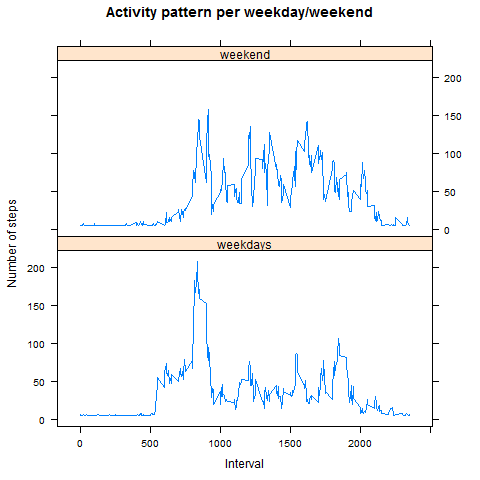 Activity pattern per weekday/weekend
weekend
200
150
100
50
0
weekdays
200
150
100
50
0
Number of steps
0 500 1000 1500 2000
Interval